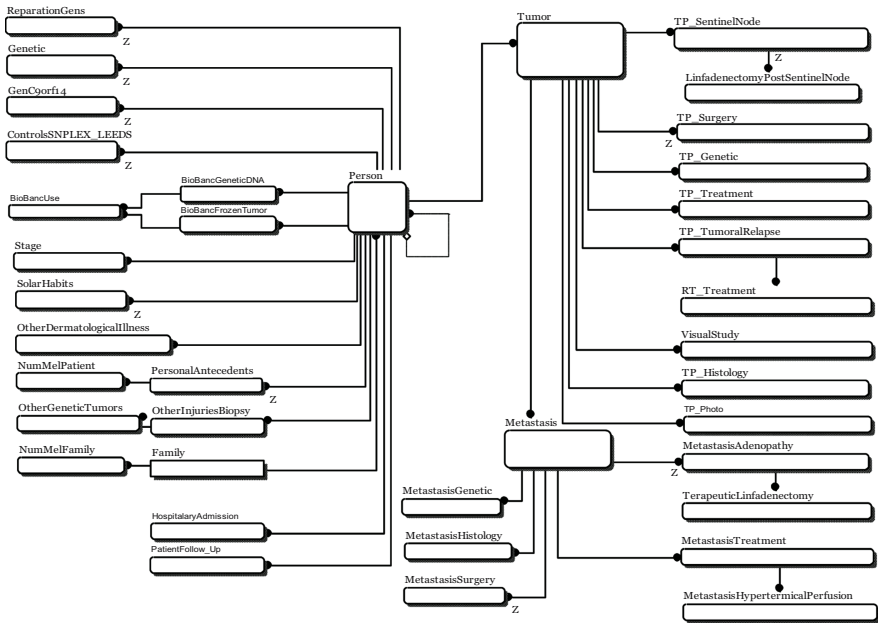 ReparationGens
Z
Genetic
Z
GenC9orf14
Z
ControlsSNPLEX_LEEDS
Z
BioBancUse
BioBancGeneticDNA
BioBancFrozenTumor
Person
Stage
SolarHabits
Z
OtherDermatologicalIllness
NumMelPatient
PersonalAntecedents
Z
OtherGeneticTumors
OtherInjuriesBiopsy
NumMelFamily
Family
HospitalaryAdmission
PatientFollow_Up
Tumor
TP_SentinelNode
Z
LinfadenectomyPostSentinelNode
TP_Surgery
Z
TP_Genetic
TP_Treatment
TP_TumoralRelapse
RT_Treatment
VisualStudy
TP_Histology
TP_Photo
Metastasis
MetastasisAdenopathy
Z
TerapeuticLinfadenectomy
MetastasisGenetic
MetastasisHistology
MetastasisSurgery
Z
MetastasisTreatment
MetastasisHypertermicalPerfusion